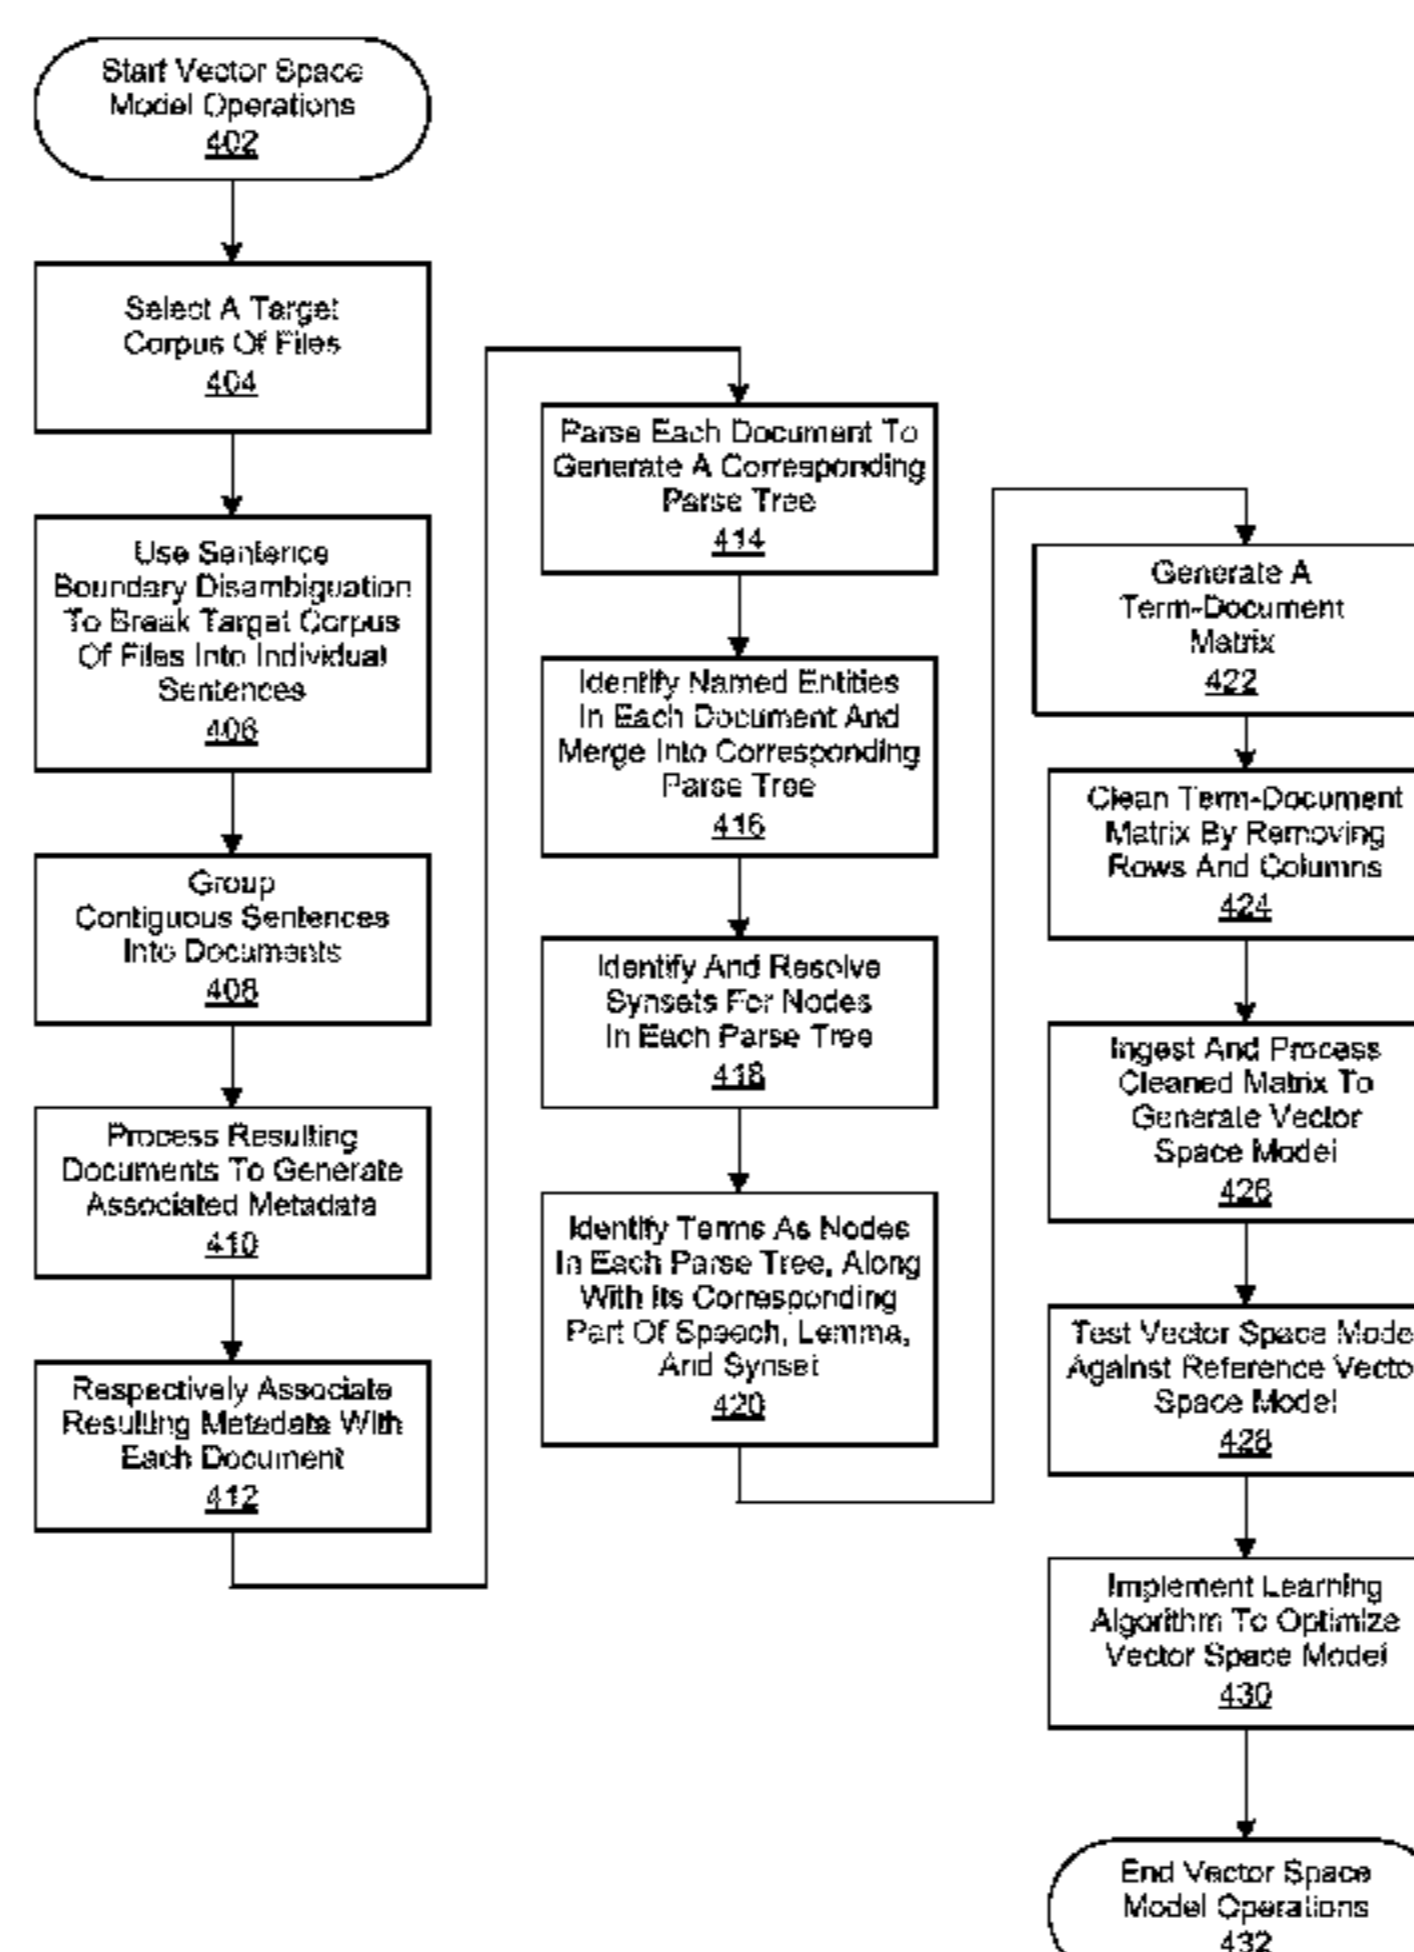 Start Vector Space
Model Operations
402
Select A Target
Corpus Of Files
404
Use Sentence
Boundary Disambiguation
To Break Target Corpus
Of Files Into Individual
Sentences
406
Group
Contiguous Sentences
Into Documents
408
Process Resulting
Documents To Generate
Associated Metadata
410
Respectively Associate
Resulting Metadata With
Each Document
412
Parse Each Document To
Generate A Corresponding
Parse Tree
414
Identify Named Entities
In Each Document And
Merge Into Corresponding
Parse Tree
416
Identify And Resolve
Synsets For Nodes
In Each Parse Tree
418
Identify Terms As Nodes
In Each Parse Tree, Along
With Its Corresponding
Part Of Speech, Lemma,
And Synset
420
Generate A
Term-Document
Matrix
422
Clean Term-Document
Matrix By Removing
Rows And Columns
424
Ingest And Process
Cleaned Matrix To
Generate Vector
Space Model
426
Test Vector Space Mode
Against Reference Vecto
Space Model
428
Implement Learning
Algorithm To Optimize
Vector Space Model
430
End Vector Space
Model Operations
432